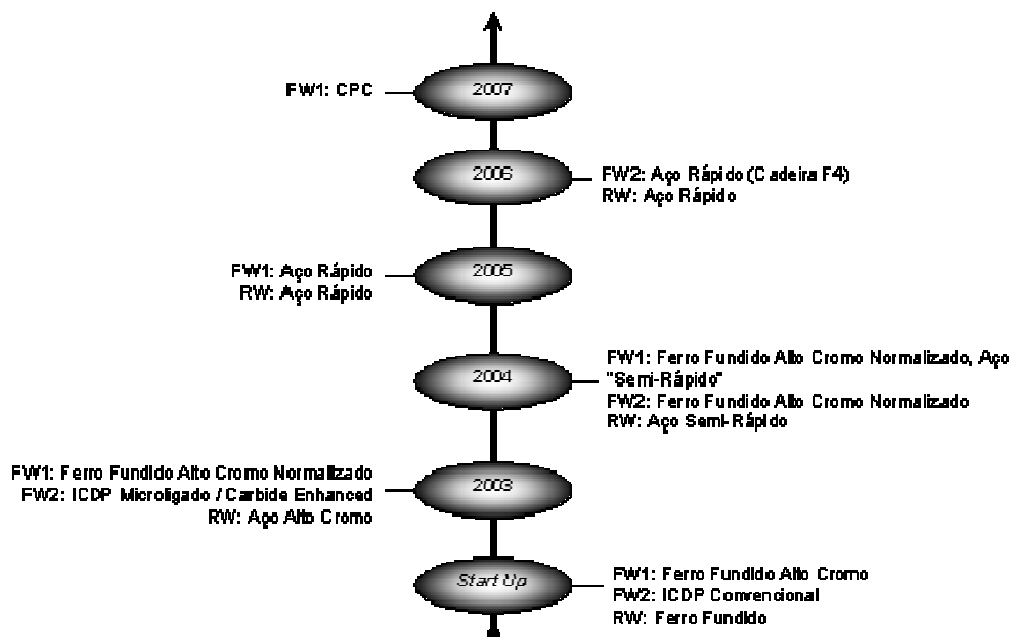 2007
FW1: CPC
2006
FW2: Aço Rápido (Cadeira F4)
RW: Aço Rápido
2005
FW1: Aço Rápido
RW: Aço Rápido
2004
FW1: Ferro Fundido Alto Cromo Normalizado, Aço
"Semi-Rápido"
FW2: Ferro Fundido Alto Cromo Normalizado
RW: Aço Semi-Rápido
2003
FW1: Ferro Fundido Alto Cromo Normalizado
FW2: ICDP Microligado / Carbide Enhanced
RW: Aço Alto Cromo
Start Up
FW1: Ferro Fundido Alto Cromo
FW2: ICDP Convencional
RW: Ferro Fundido